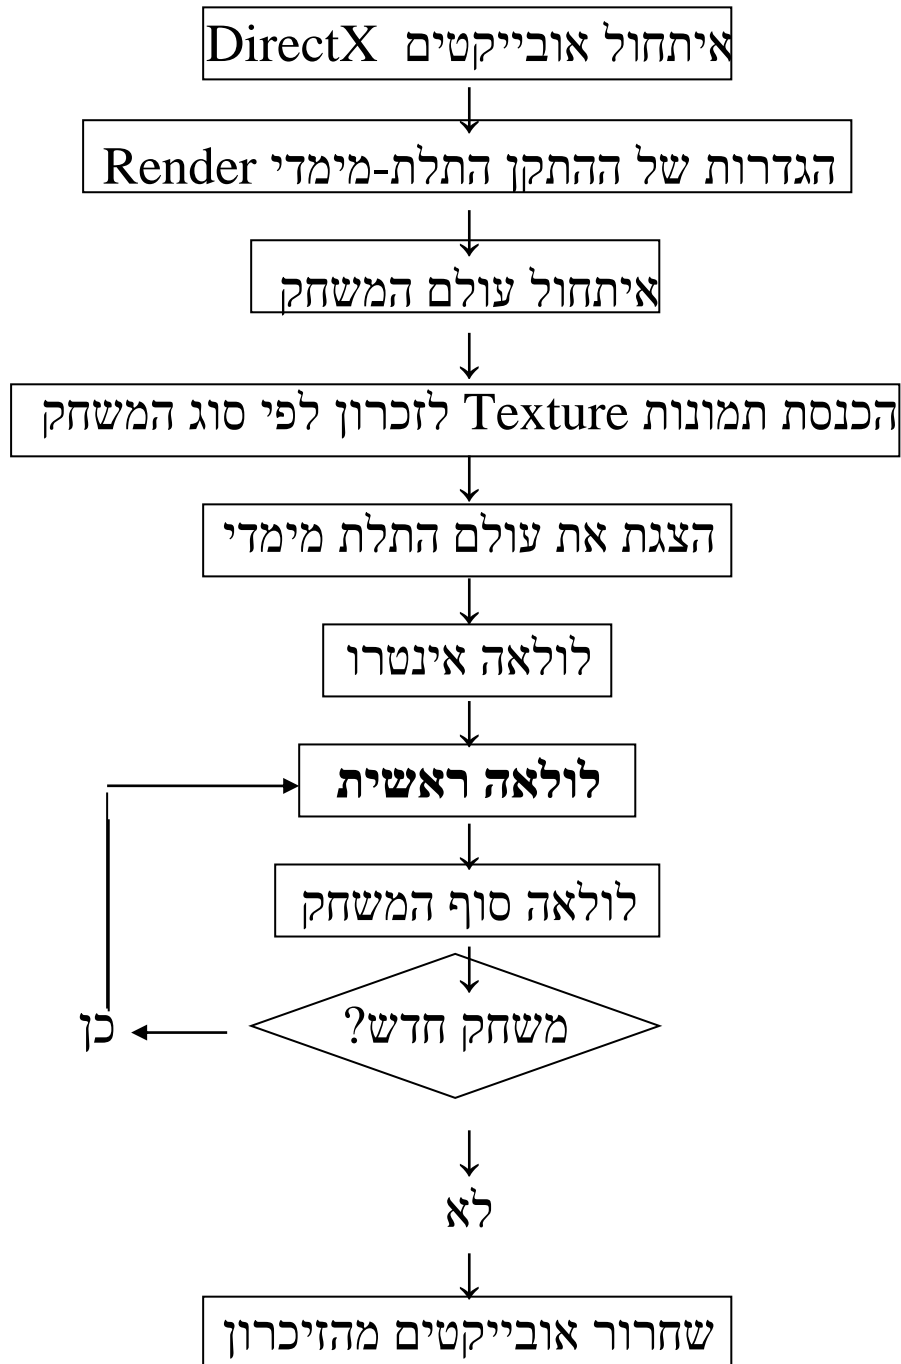 איתחול אובייקטים DirectX
הגדרות של ההתקן התלת-מימדי Render
איתחול עולם המשחק
הכנסת תמונות Texture לזכרון לפי סוג המשחק
הצגת את עולם התלת מימדי
לולאה אינטרו
לולאה ראשית
לולאה סוף המשחק
משחק חדש?
כן
לא
שחרור אובייקטים מהזיכרון